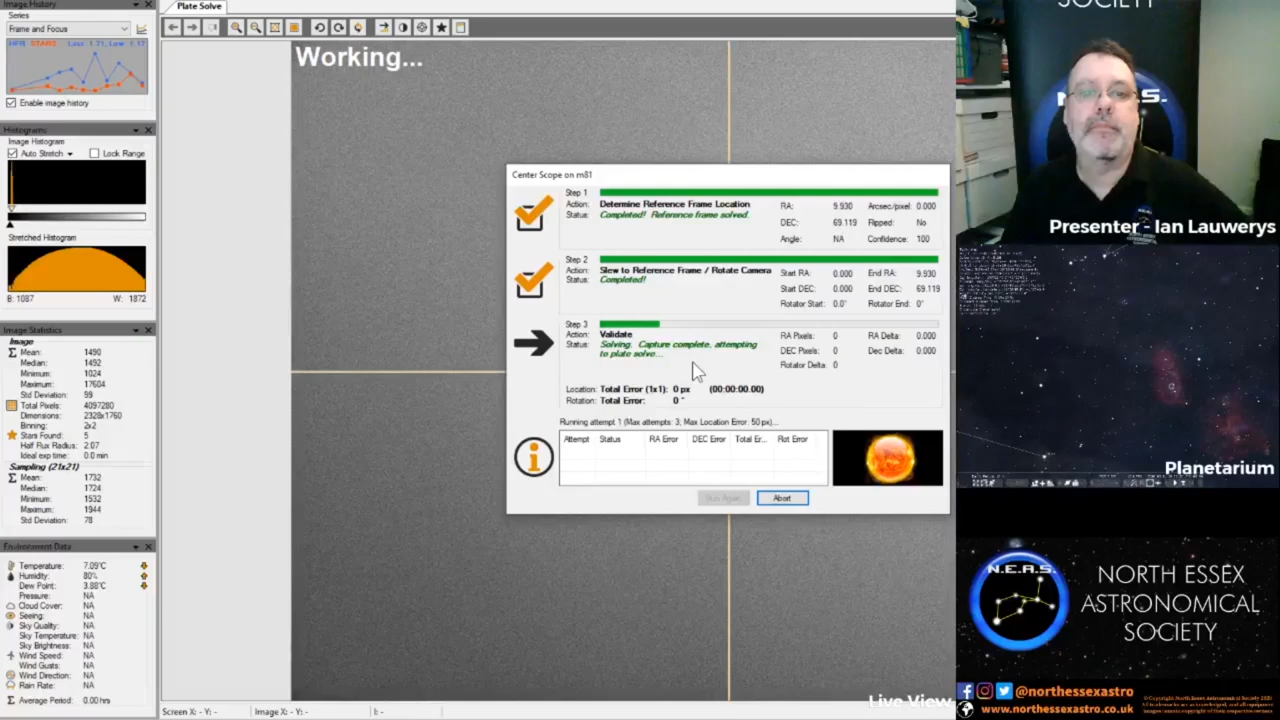 Image History
Series
Frame and Focus
HFR STARS
Enable image history
Histograms
Image Histogram
Auto Stretch
Lock Range
Stretched Histogram
B: 1087 W: 1872
Image Statistics
Image
Mean: 1490
Median: 1492
Minimum: 1024
Maximum: 17604
Std Deviation: 99
Total Pixels: 4097280
Dimensions: 2328x1760
Binning: 2x2
Stars Found: 5
Half Flux Radius: 2.07
Ideal exp time: 0.0 min
Sampling (21x21)
Mean: 1732
Median: 1724
Minimum: 1532
Maximum: 1944
Std Deviation: 78
Environment Data
Temperature: 7.09°C
Humidity: 80%
Dew Point: 3.88°C
Pressure: NA
Cloud Cover: NA
Seeing: NA
Sky Quality: NA
Sky Temperature: NA
Sky Brightness: NA
Wind Speed: NA
Wind Gusts: NA
Wind Direction: NA
Rain Rate: NA
Average Period: 0.00 hrs
Plate Solve
Working...
Center Scope on m81
Step 1
Action: Determine Reference Frame Location
Status: Completed! Reference frame solved.
RA: 9.930 Arcsec/pixel: 0.000
DEC: 69.119 Flipped: No
Angle: NA Confidence: 100
Step 2
Action: Slew to Reference Frame / Rotate Camera
Status: Completed!
Start RA: 0.000 End RA: 9.930
Start DEC: 0.000 End DEC: 69.119
Rotator Start: 0.0° Rotator End: 0°
Step 3
Action: Validate
Status: Solving. Capture complete, attempting
to plate solve...
RA Pixels: 0 RA Delta: 0.000
DEC Pixels: 0 Dec Delta: 0.000
Rotator Delta: 0
Location: Total Error (1x1): 0 px (00:00:00.00)
Rotation: Total Error: 0 °
Running attempt 1 (Max attempts: 3, Max Location Error: 50 px)...
Attempt Status RA Error DEC Error Total Er... Rot Error
Abort
Screen X: - Y: - Image X: - Y: - I: -
Live View
SOCIETY
S.
Presenter - Ian Lauwerys
Planetarium
N.E.A.S.
NORTH ESSEX
ASTRONOMICAL
SOCIETY
@northessexastro
www.northessexastro.co.uk